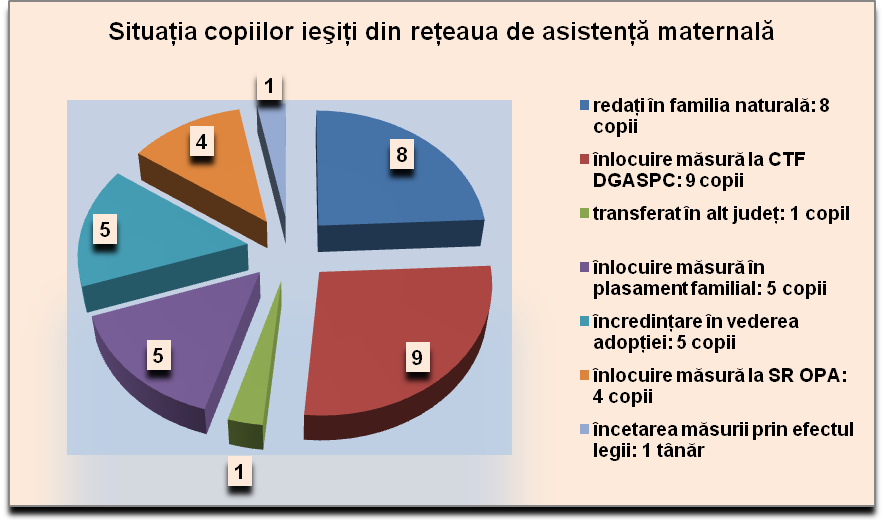 Situația copiilor ieşiți din rețeaua de asistență maternală
1
4
8
5
5
9
1
redați în familia naturală: 8
copii
înlocuire măsură la CTF
DGASPC: 9 copii
transferat în alt județ: 1 copil
înlocuire măsură în
plasament familial: 5 copii
încredințare în vederea
adopției: 5 copii
înlocuire măsură la SR OPA:
4 copii
încetarea măsurii prin efectul
legii: 1 tânăr